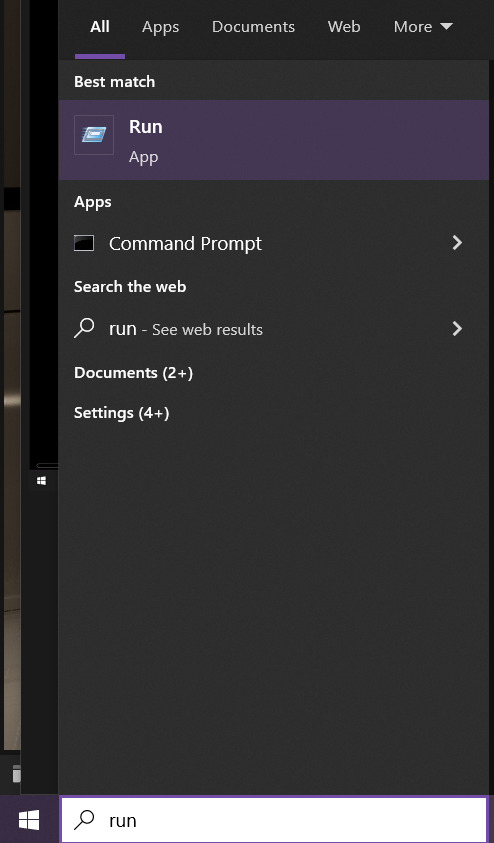 All Apps Documents Web More
Best match
Run
App
Apps
Command Prompt
Search the web
run - See web results
Documents (2+)
Settings (4+)
run